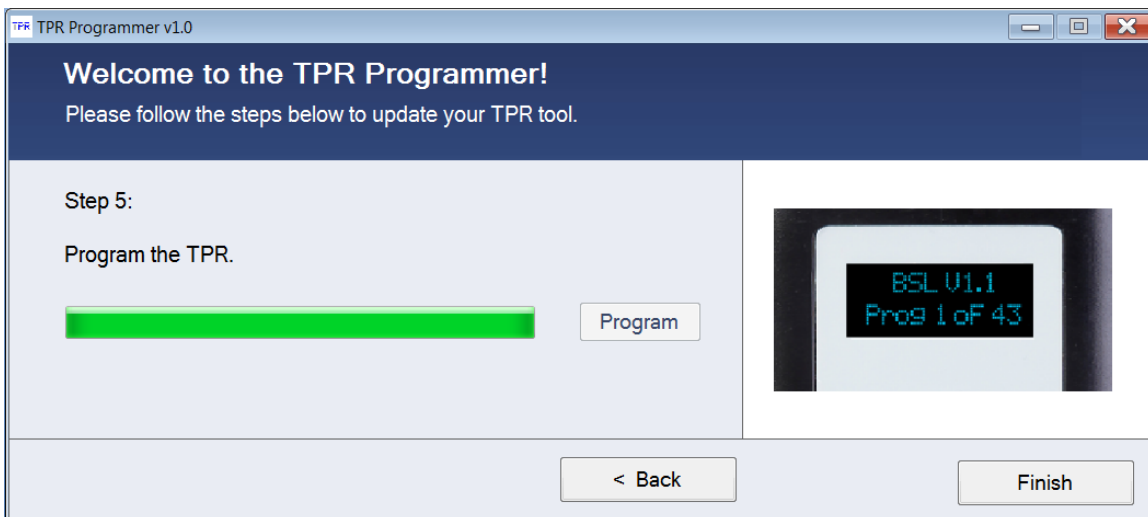 TPR TPR Programmer v1.0
Welcome to the TPR Programmer!
Please follow the steps below to update your TPR tool.
Step 5:
Program the TPR.
Program
BSL V1.1
Prog 1 oF 43
< Back
Finish